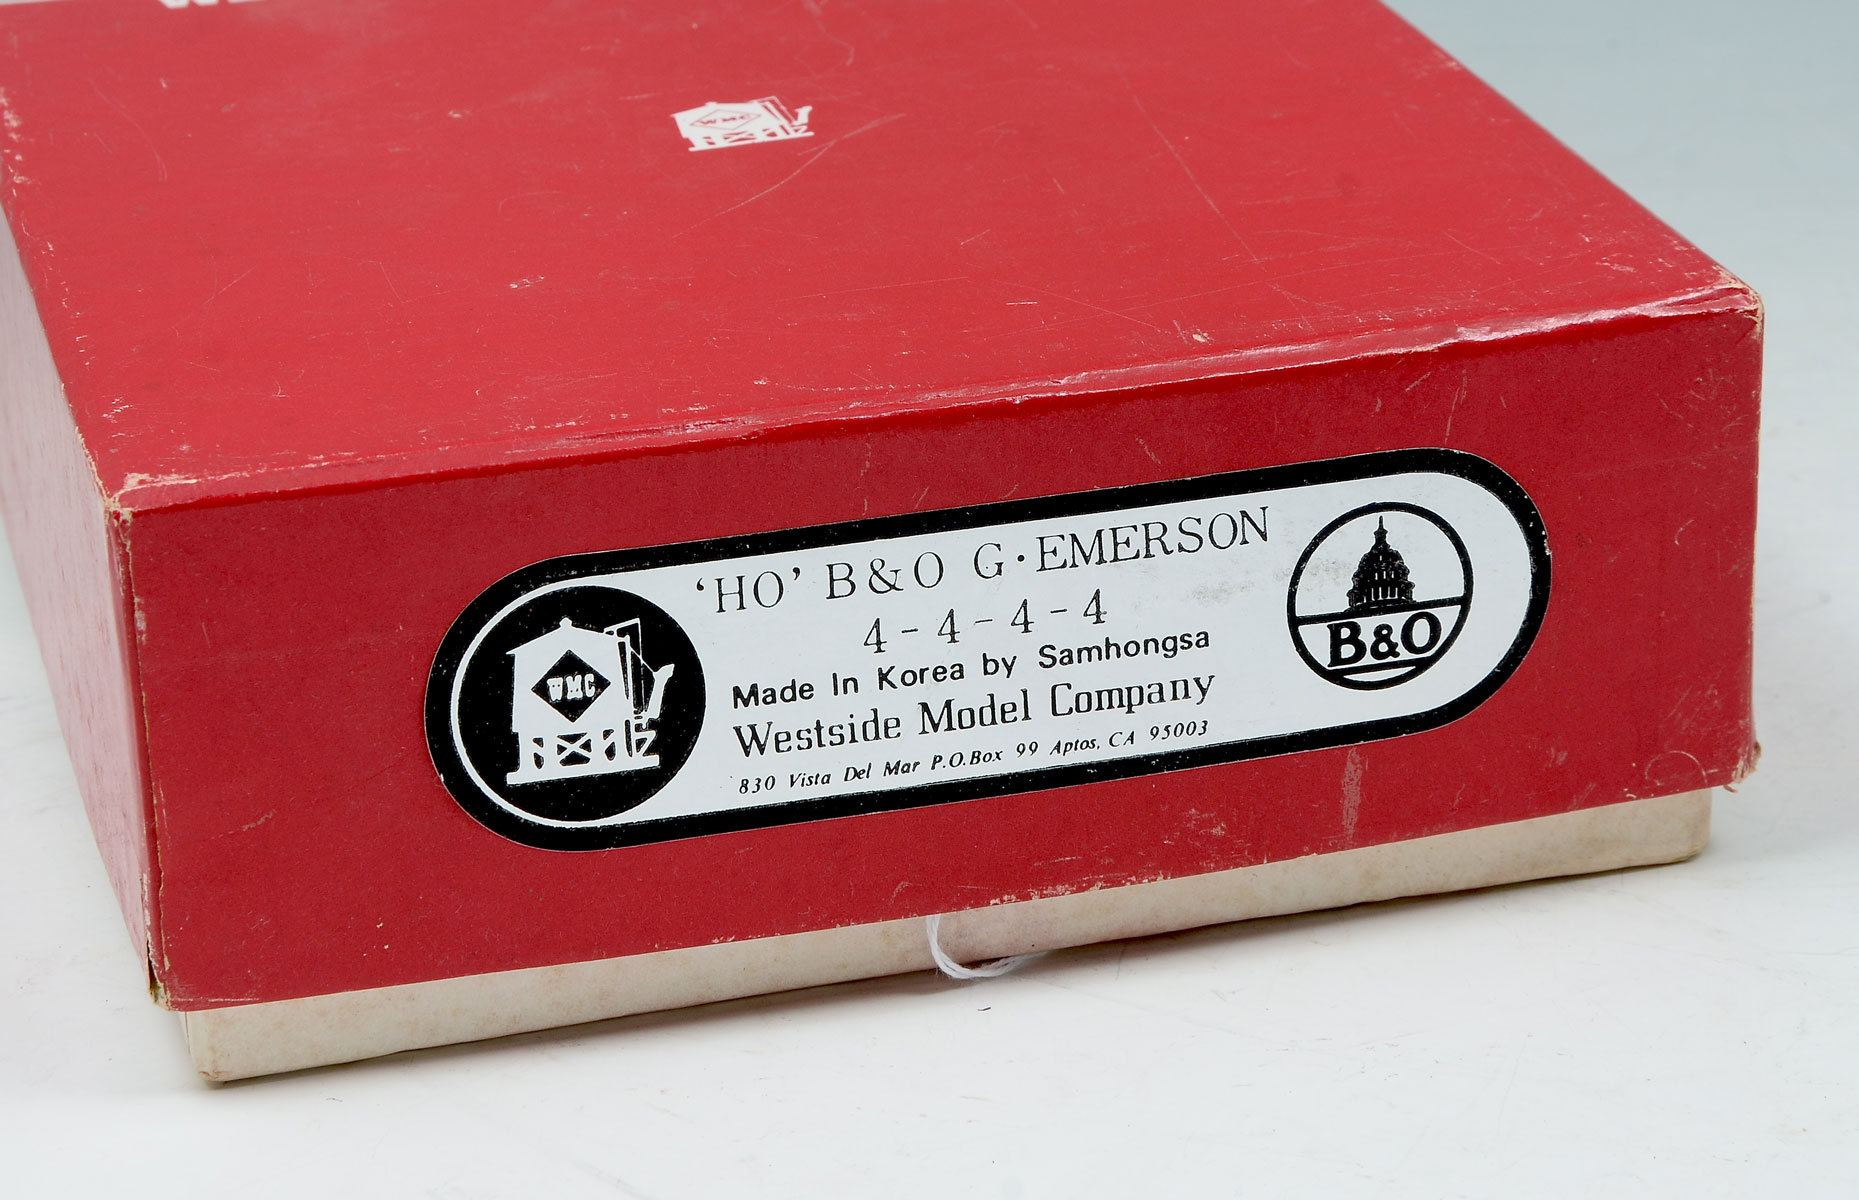 WMC
'HO' B&O G·EMERSON
4-4-4-4
Made In Korea by Samhongsa
Westside Model Company
830 Vista Del Mar P.O.Box 99 Aptos, CA 95003
WMC
B&O